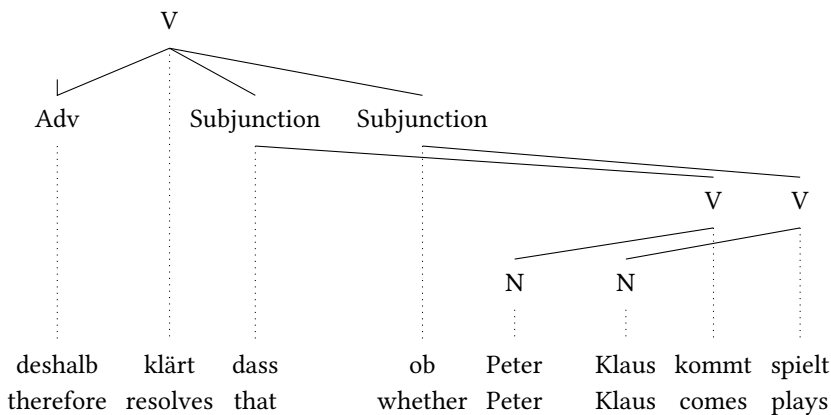 V
Adv Subjunction Subjunction
V V
N N
deshalb klärt dass ob Peter Klaus kommt spielt
therefore resolves that whether Peter Klaus comes plays